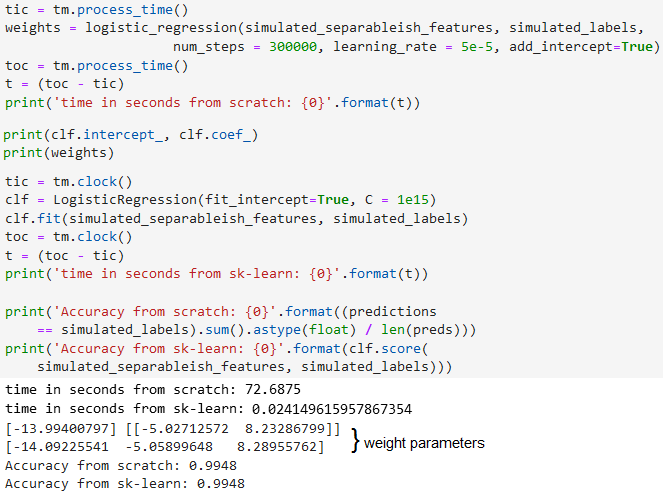 tic = tm.process_time()
weights = logistic_regression(simulated_separableish_features, simulated_labels,
num_steps = 300000, learning_rate = 5e-5, add_intercept=True)
toc = tm.process_time()
t = (toc - tic)
print('time in seconds from scratch: {0}'.format(t))
print(clf.intercept_, clf.coef_)
print(weights)
tic = tm.clock()
clf = LogisticRegression(fit_intercept=True, C = 1e15)
clf.fit(simulated_separableish_features, simulated_labels)
toc = tm.clock()
t = (toc - tic)
print('time in seconds from sk-learn: {0}'.format(t))
print('Accuracy from scratch: {0}'.format((predictions
== simulated_labels).sum().astype(float) / len(preds)))
print('Accuracy from sk-learn: {0}'.format(clf.score(
simulated_separableish_features, simulated_labels)))
time in seconds from scratch: 72.6875
time in seconds from sk-learn: 0.024149615957867354
[-13.99400797] [[-5.02712572 8.23286799]]
[-14.09225541 -5.05899648 8.28955762] } weight parameters
Accuracy from scratch: 0.9948
Accuracy from sk-learn: 0.9948